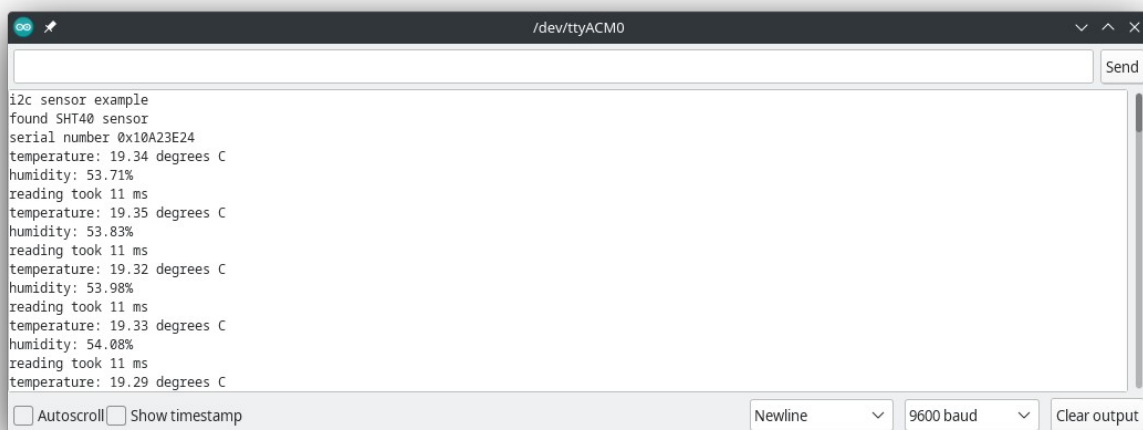 /dev/ttyACM0
Send
i2c sensor example
found SHT40 sensor
serial number 0x10A23E24
temperature: 19.34 degrees C
humidity: 53.71%
reading took 11 ms
temperature: 19.35 degrees C
humidity: 53.83%
reading took 11 ms
temperature: 19.32 degrees C
humidity: 53.98%
reading took 11 ms
temperature: 19.33 degrees C
humidity: 54.08%
reading took 11 ms
temperature: 19.29 degrees C
Autoscroll Show timestamp Newline 9600 baud Clear output